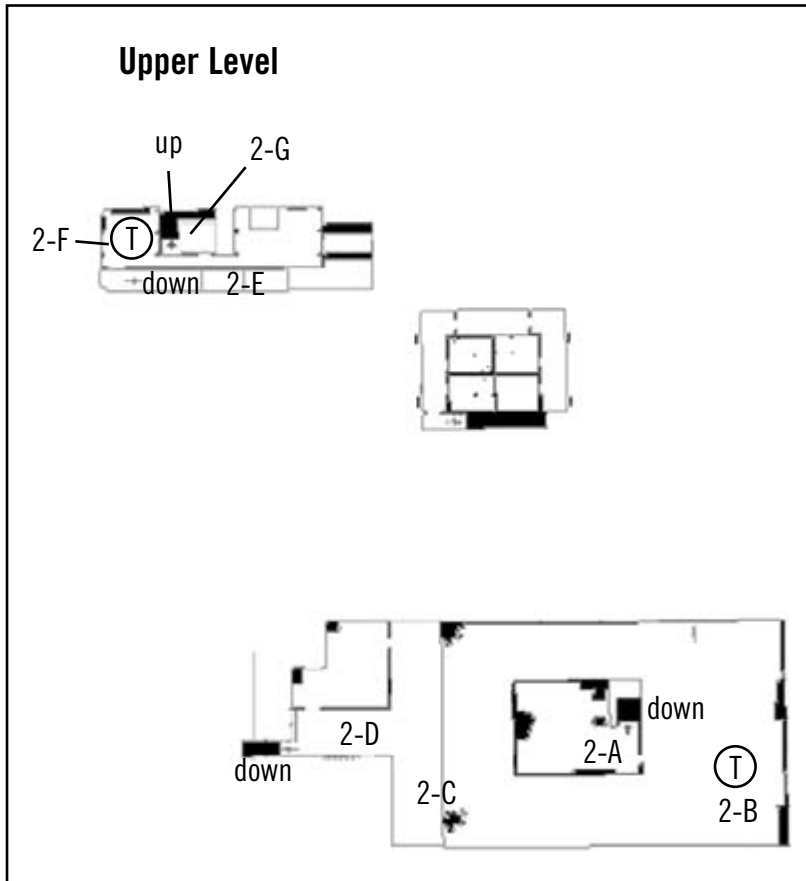 Upper Level
up
2-G
2-F
T
down
2-E
down
2-D
2-A
down
T
2-C
2-B